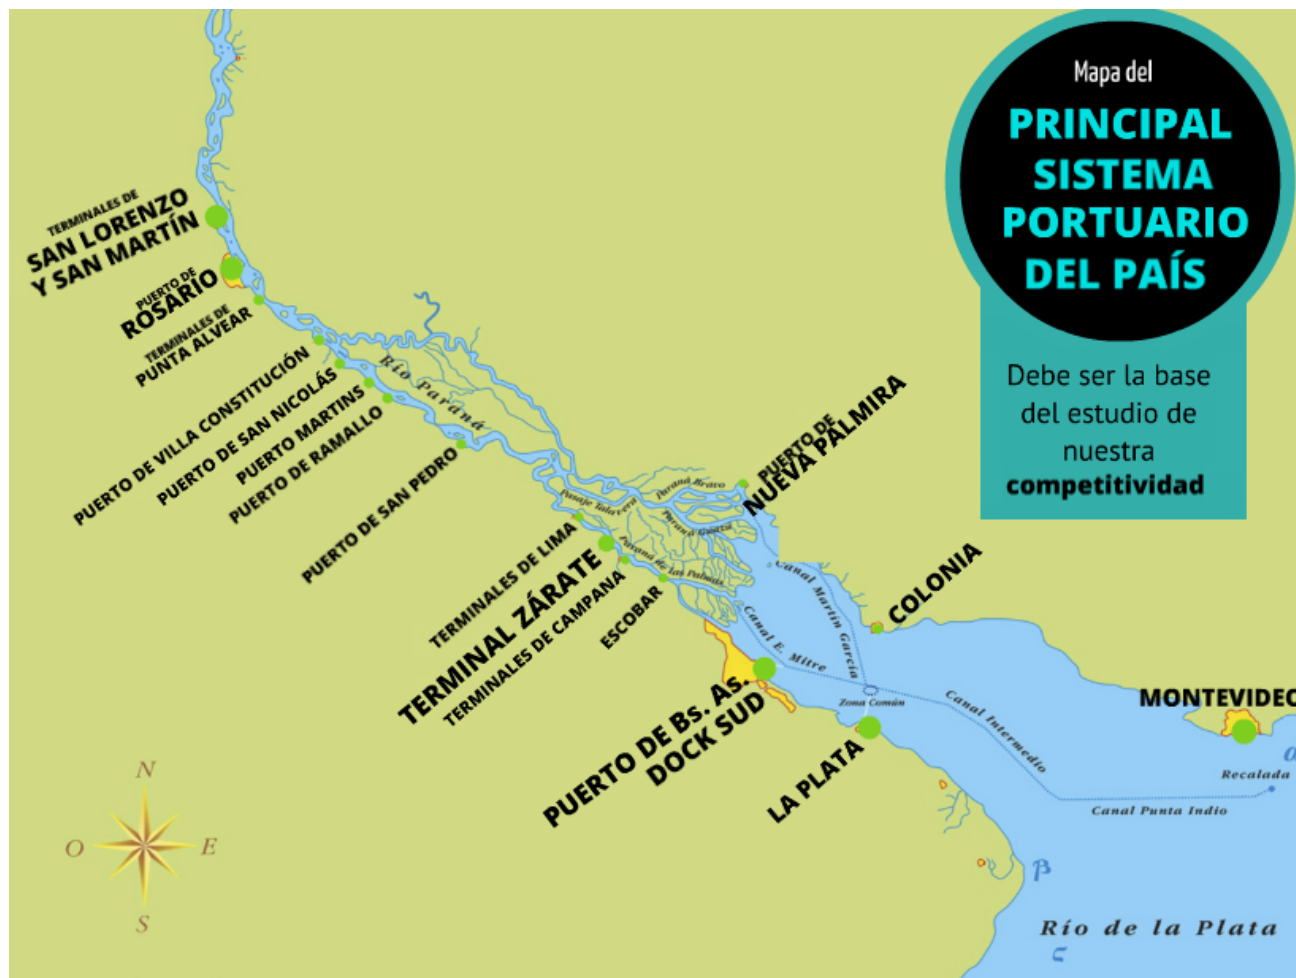 Mapa del
PRINCIPAL
SISTEMA
PORTUARIO
DEL PAÍS
Debe ser la base
del estudio de
nuestra
competitividad
TERMINALES DE
SAN LORENZO
Y SAN MARTÍN
PUERTO DE
ROSARIO
TERMINALES DE
PUNTA ALVEAR
PUERTO DE VILLA CONSTITUCIÓN
PUERTO DE SAN NICOLÁS
PUERTO MARTINS
PUERTO DE RAMALLO
PUERTO DE SAN PEDRO
Río Paraná
PUERTO DE
NUEVA PALMIRA
Paraná Bravo
Pasaje Talavera
Paraná Guazú
Paraná de las Palmas
TERMINALES DE LIMA
TERMINAL ZÁRATE
TERMINALES DE CAMPANA
ESCOBAR
Canal Martín García
Canal E. Mitre
COLONIA
PUERTO DE Bs. As.
DOCK SUD
Zona Común
LA PLATA
Canal Intermedio
MONTEVIDEO
α
Recalada
Canal Punta Indio
β
Río de la Plata
N
O
E
S